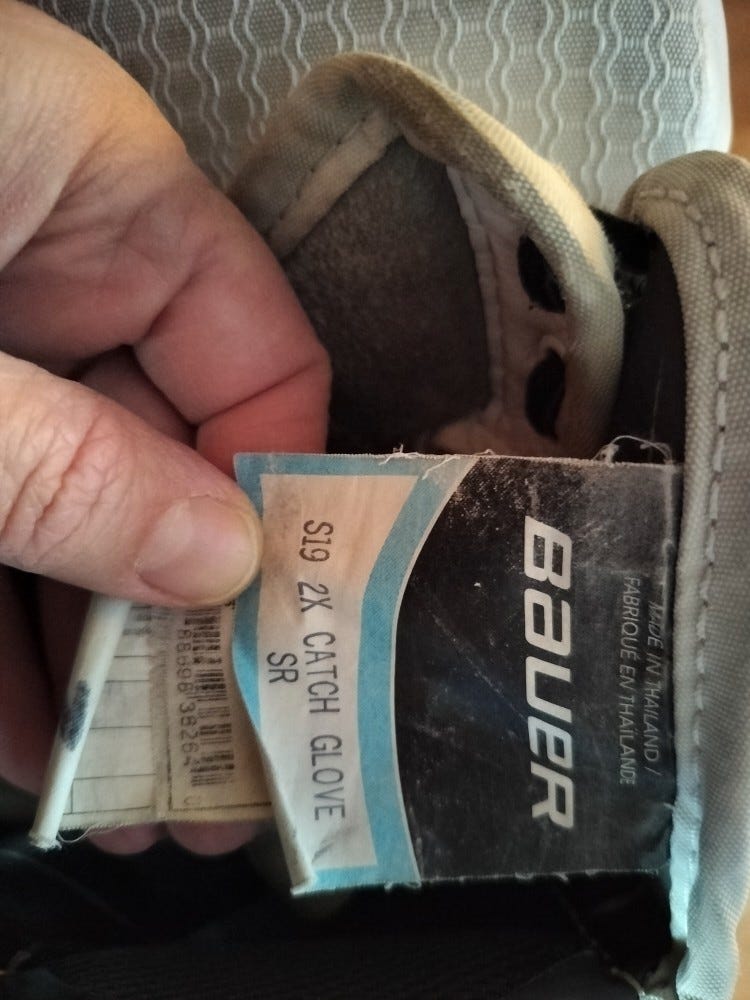 MADE IN THAILAND /
FABRIQUÉ EN THAÏLANDE
BAUER
S19 2X CATCH GLOVE
SR